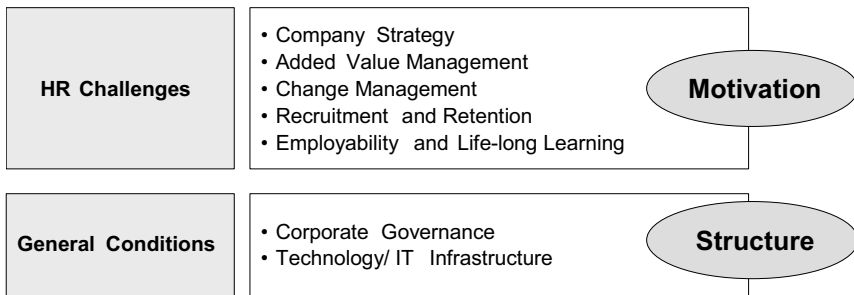 HR Challenges
• Company Strategy
• Added Value Management
• Change Management
• Recruitment and Retention
• Employability and Life-long Learning
Motivation
General Conditions
• Corporate Governance
• Technology/ IT Infrastructure
Structure